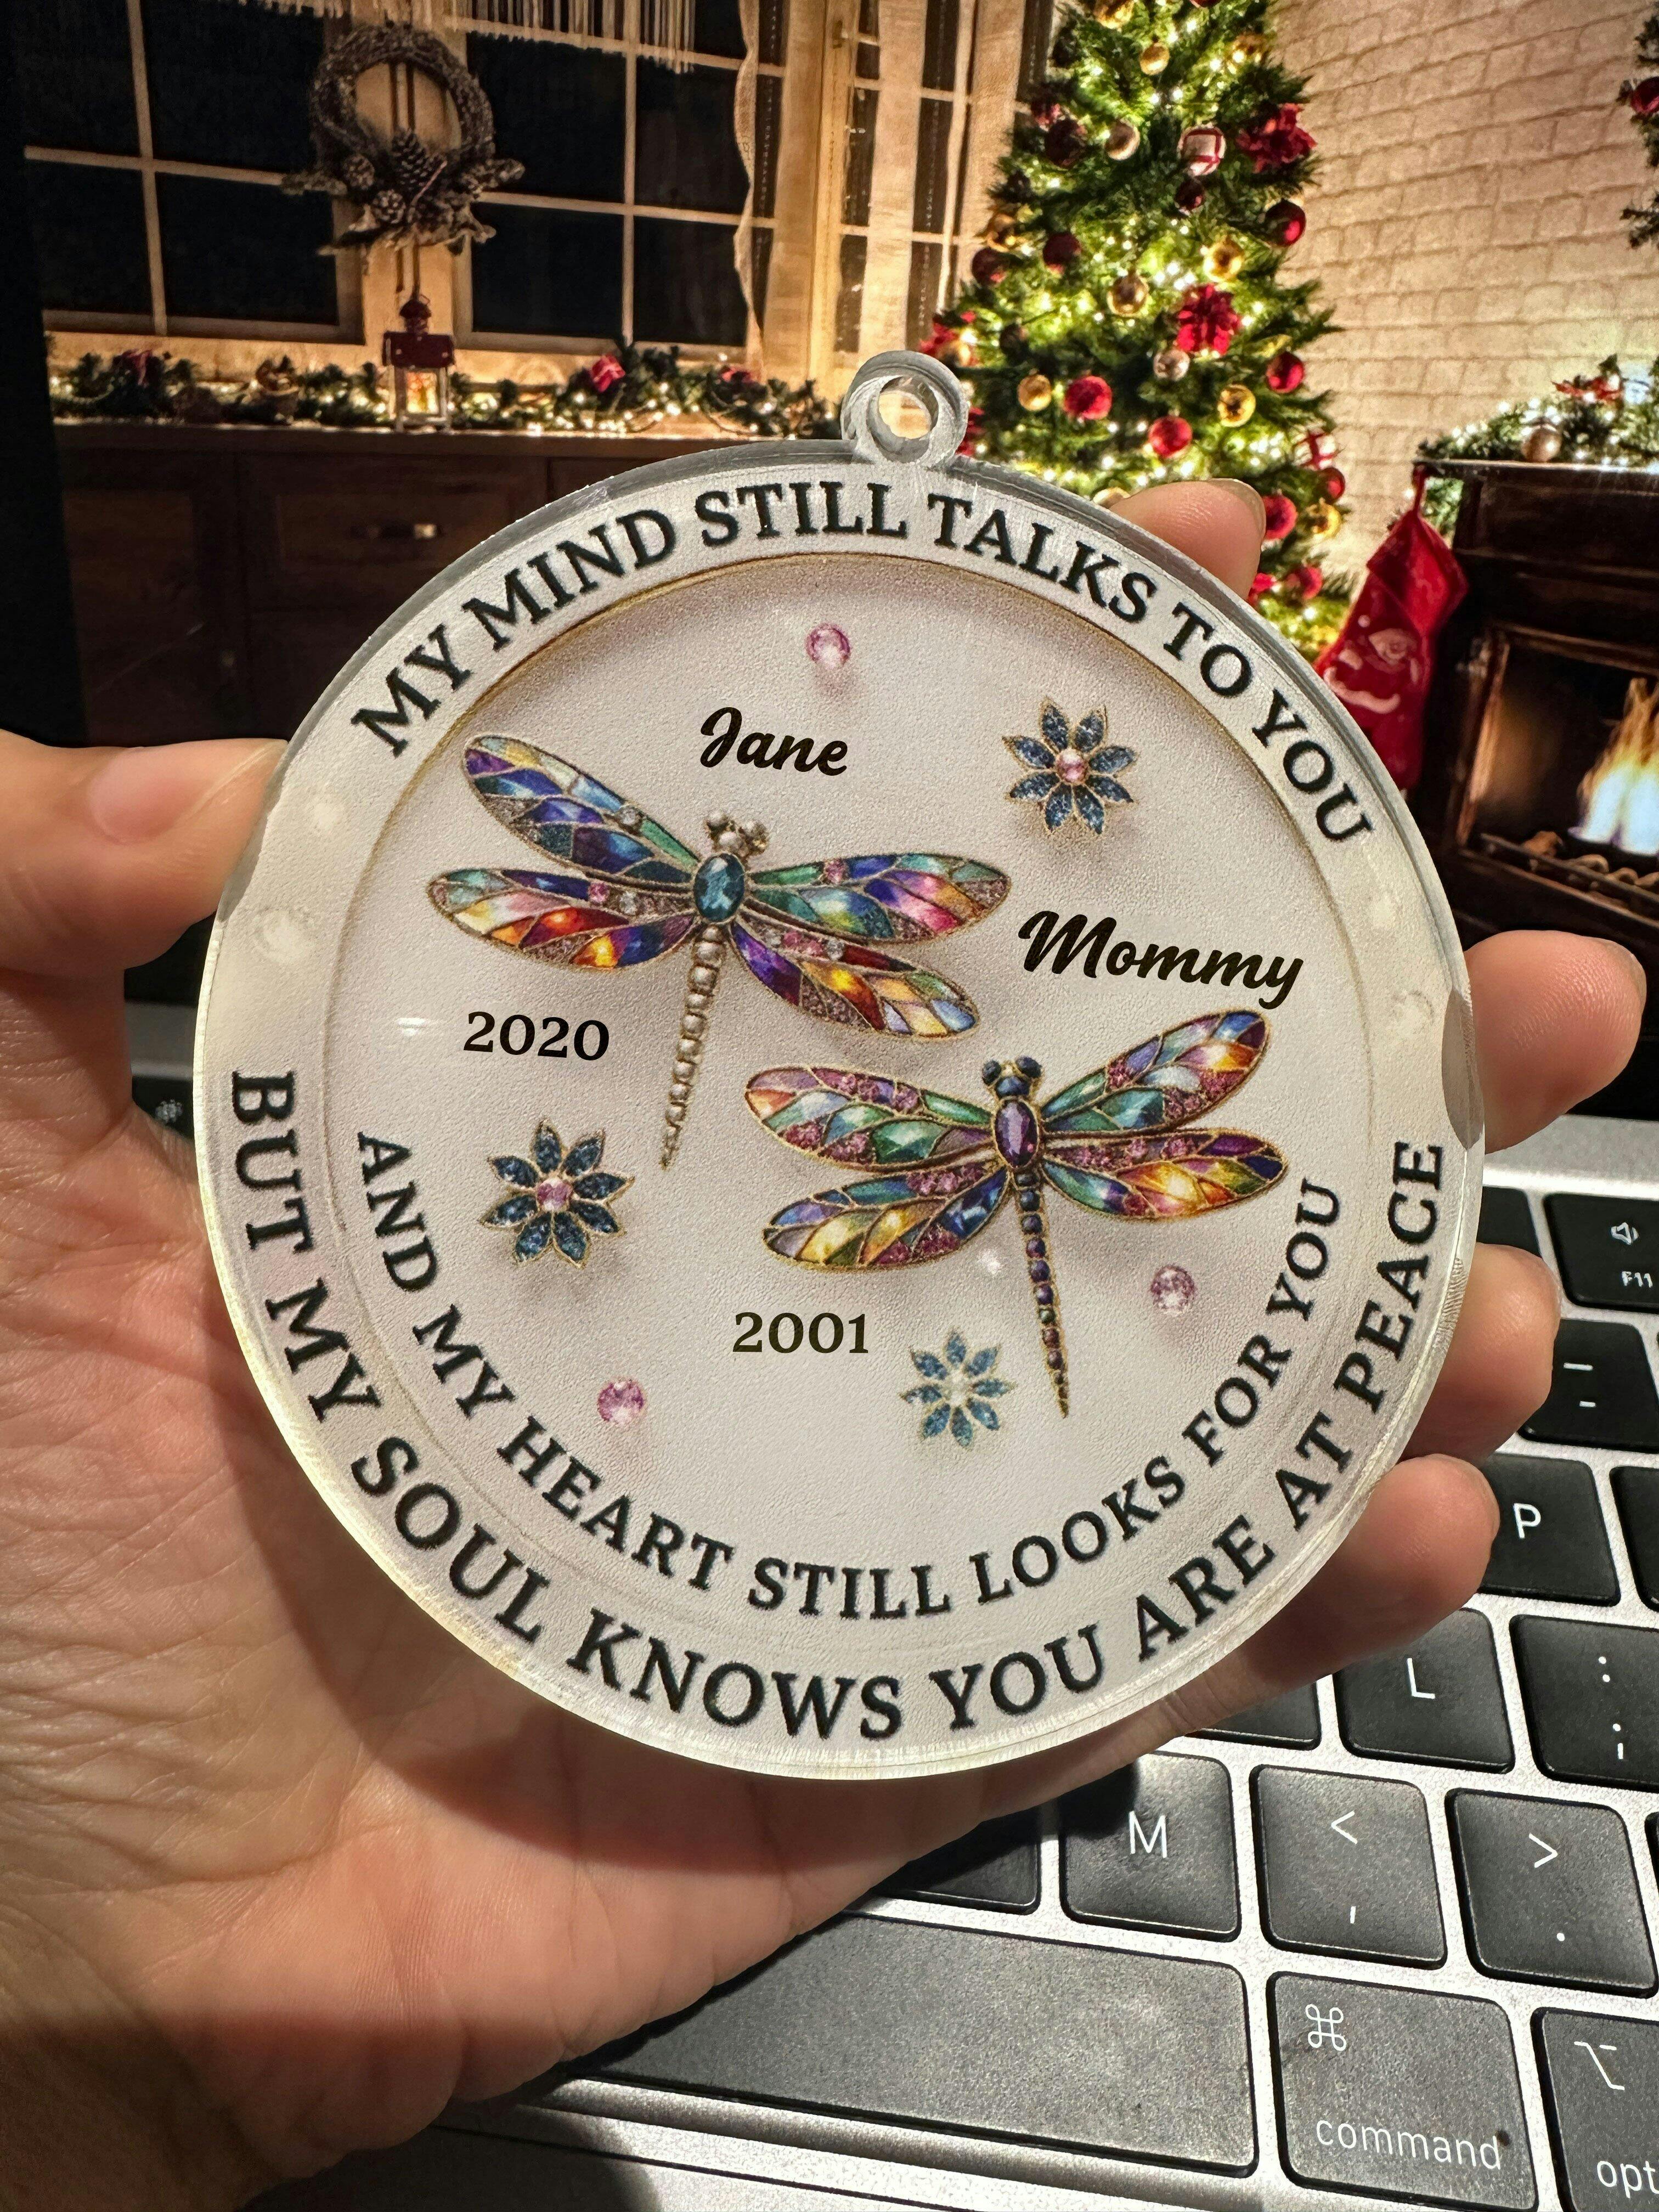 MY MIND STILL TALKS TO YOU
Jane
Mommy
2020
2001
AND MY HEART STILL LOOKS FOR YOU
BUT MY SOUL KNOWS YOU ARE AT PEACE
F11
P
L
:
;
M
<
,
>
.
⌘
command
⌥
opt